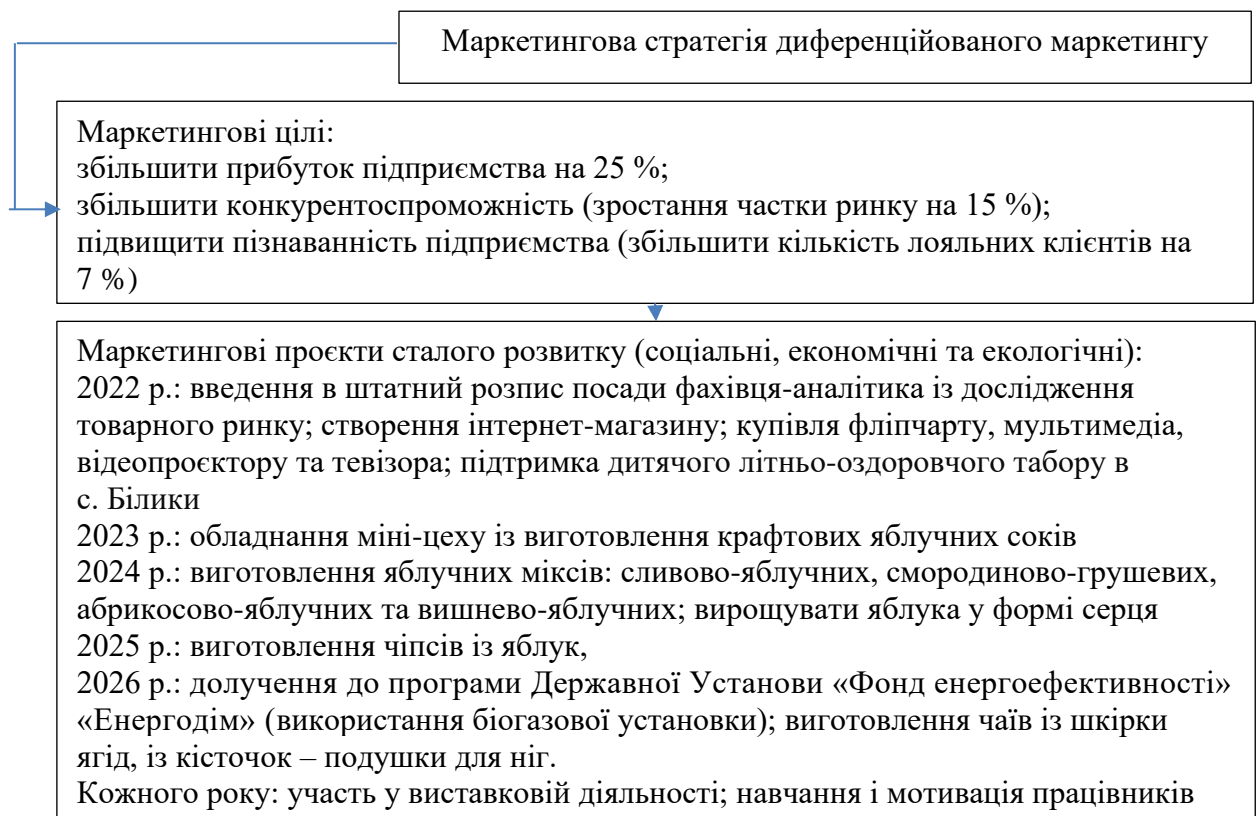 Маркетингова стратегія диференційованого маркетингу
Маркетингові цілі:
збільшити прибуток підприємства на 25 %;
збільшити конкурентоспроможність (зростання частки ринку на 15 %);
підвищити пізнаванність підприємства (збільшити кількість лояльних клієнтів на
7 %)
Маркетингові проєкти сталого розвитку (соціальні, економічні та екологічні):
2022 р.: введення в штатний розпис посади фахівця-аналітика із дослідження
товарного ринку; створення інтернет-магазину; купівля фліпчарту, мультимедіа,
відеопроєктору та тевізора; підтримка дитячого літньо-оздоровчого табору в
с. Білики
2023 р.: обладнання міні-цеху із виготовлення крафтових яблучних соків
2024 р.: виготовлення яблучних міксів: сливово-яблучних, смородиново-грушевих,
абрикосово-яблучних та вишнево-яблучних; вирощувати яблука у формі серця
2025 р.: виготовлення чіпсів із яблук,
2026 р.: долучення до програми Державної Установи «Фонд енергоефективності»
«Енергодім» (використання біогазової установки); виготовлення чаїв із шкірки
ягід, із кісточок – подушки для ніг.
Кожного року: участь у виставковій діяльності; навчання і мотивація працівників